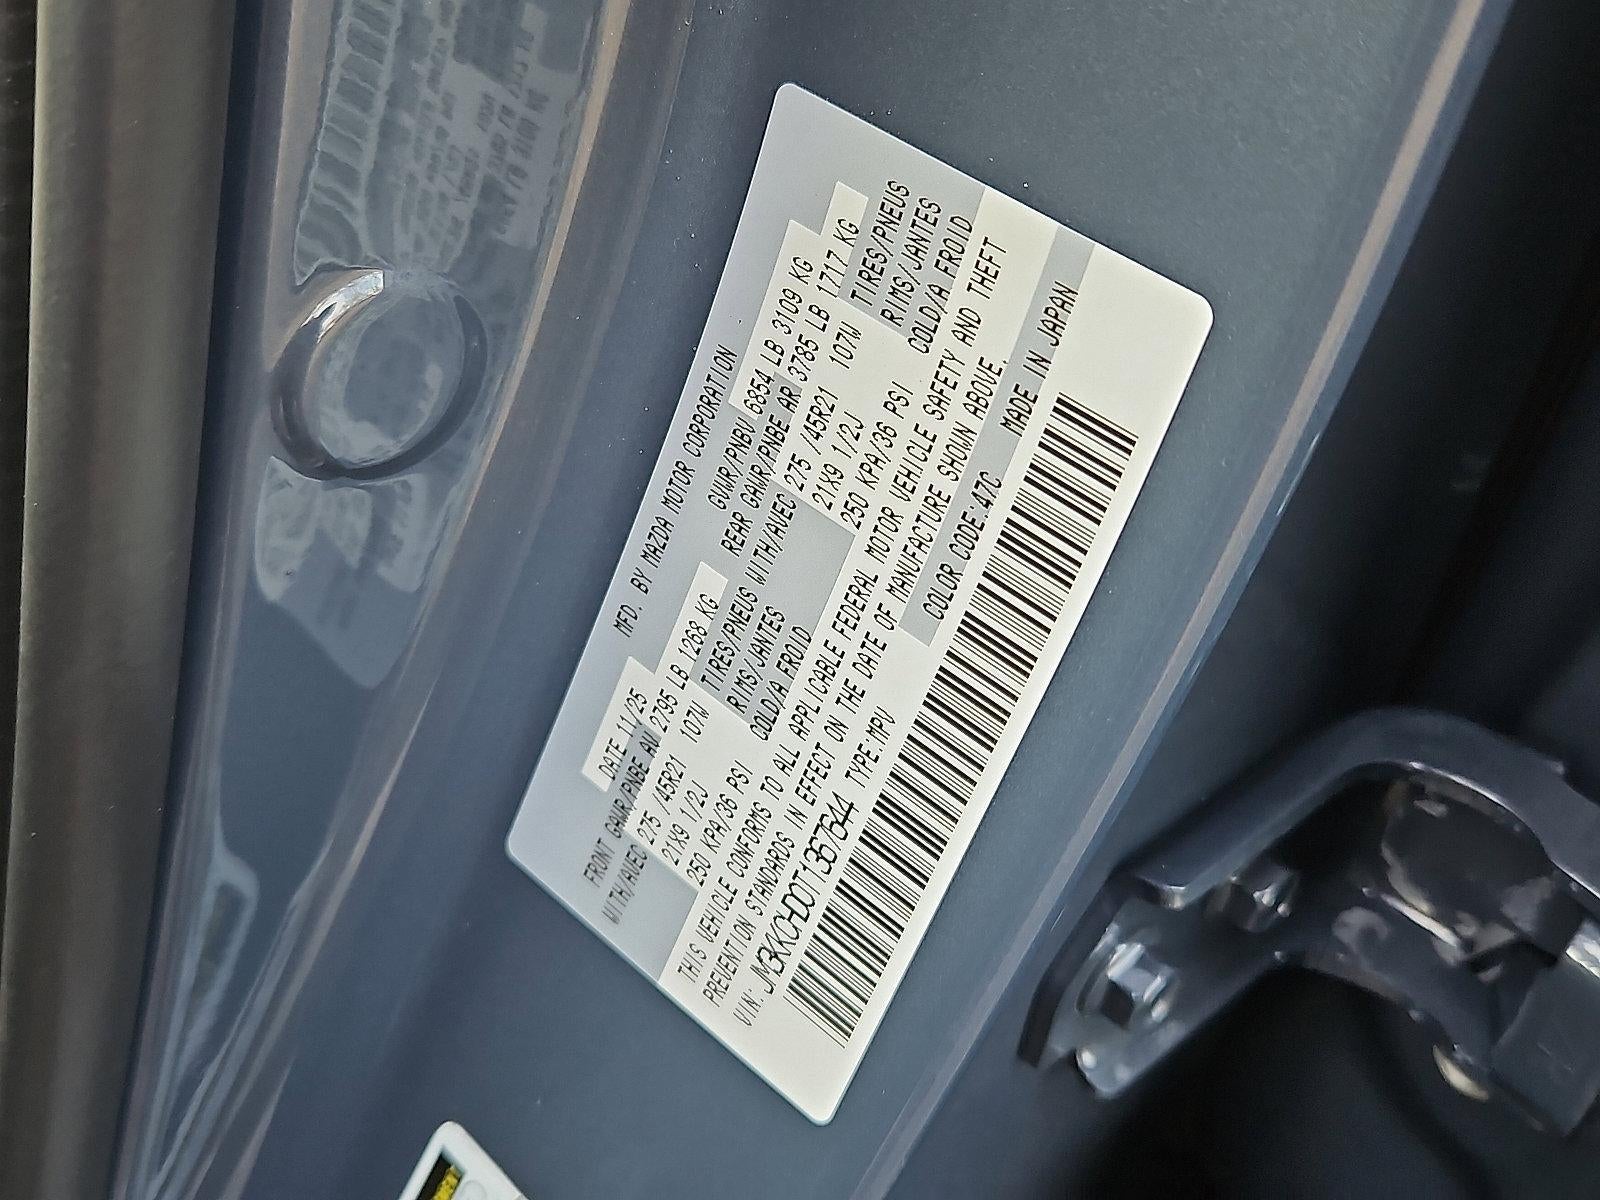 MFD. BY MAZDA MOTOR CORPORATION
DATE 11/25 GVWR/PNBV 6854 LB 3109 KG
FRONT GAWR/PNBE AV 2795 LB 1268 KG REAR GAWR/PNBE AR 3785 LB 1717 KG
WITH/AVEC 275 /45R21 107W TIRES/PNEUS WITH/AVEC 275 /45R21 107W TIRES/PNEUS
21X9 1/2J RIMS/JANTES 21X9 1/2J RIMS/JANTES
250 KPA/36 PSI COLD/A FROID 250 KPA/36 PSI COLD/A FROID
THIS VEHICLE CONFORMS TO ALL APPLICABLE FEDERAL MOTOR VEHICLE SAFETY AND THEFT
PREVENTION STANDARDS IN EFFECT ON THE DATE OF MANUFACTURE SHOWN ABOVE.
VIN: JM3KKCHD0T1367644 TYPE:MPV COLOR CODE:47C MADE IN JAPAN